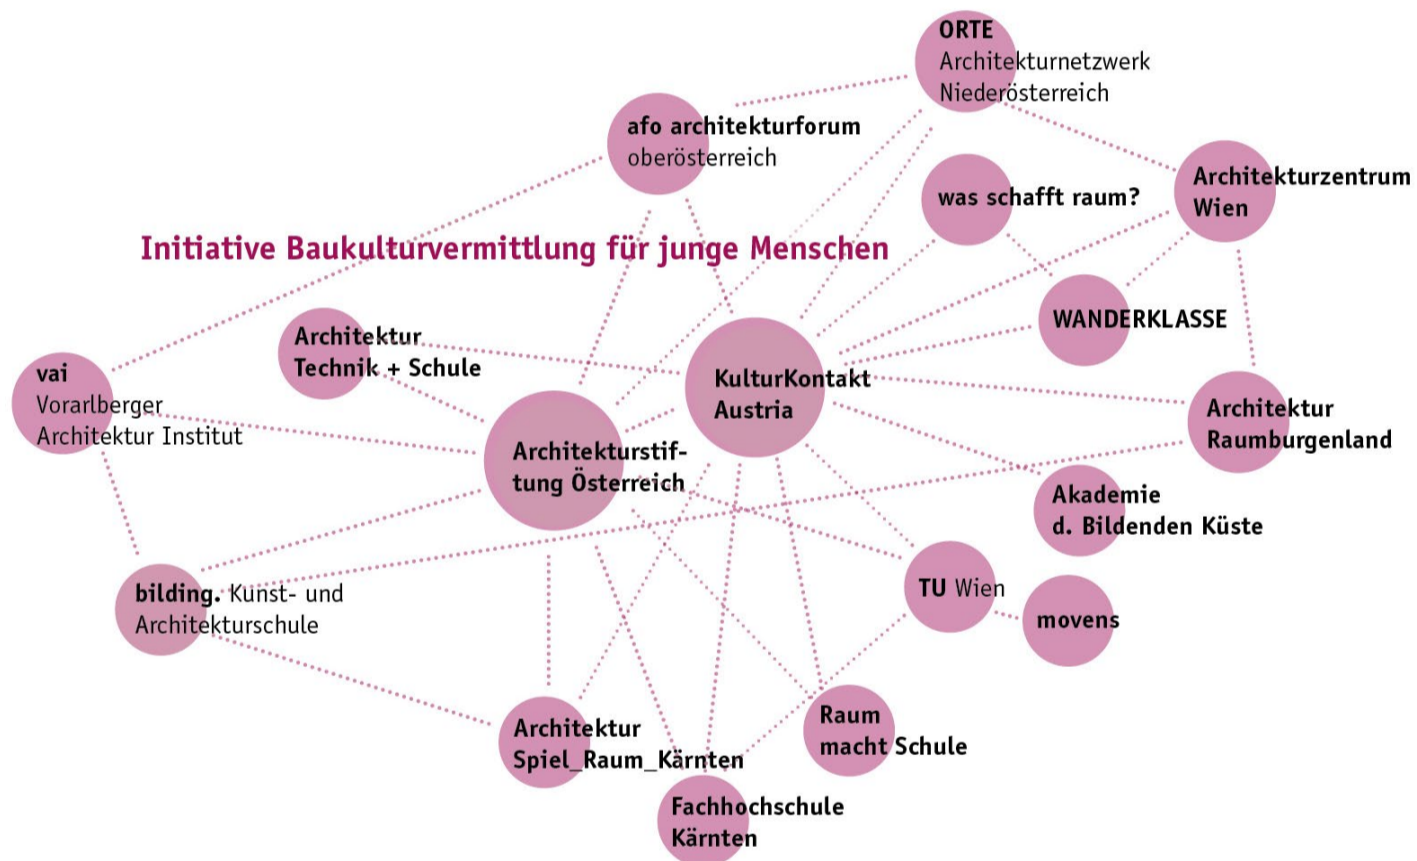 ORTE
Architekturnetzwerk
Niederösterreich
afo architekturforum
oberösterreich
Architekturzentrum
Wien
was schafft raum?
Initiative Baukulturvermittlung für junge Menschen
WANDERKLASSE
Architektur
Technik + Schule
vai
Vorarlberger
Architektur Institut
KulturKontakt
Austria
Architektur
Raumburgenland
Architekturstif-
tung Österreich
Akademie
d. Bildenden Küste
bilding. Kunst- und
Architekturschule
TU Wien
movens
Architektur
Spiel_Raum_Kärnten
Raum
macht Schule
Fachhochschule
Kärnten